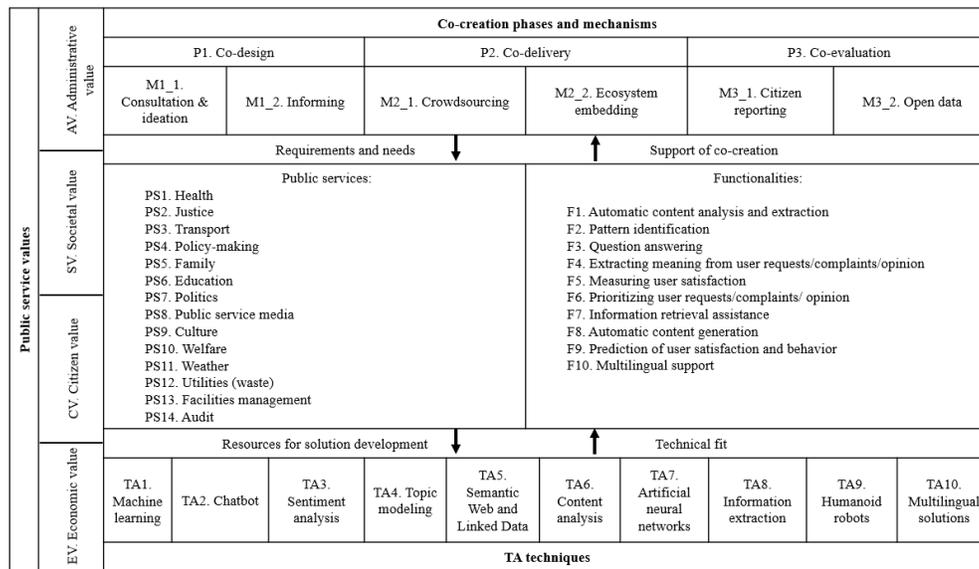 Co-creation phases and mechanisms
P1. Co-design
P2. Co-delivery
P3. Co-evaluation
M1_1.
Consultation &
ideation
M1_2. Informing
M2_1. Crowdsourcing
M2_2. Ecosystem
embedding
M3_1. Citizen
reporting
M3_2. Open data
Requirements and needs
Support of co-creation
Public service values
AV. Administrative
value
SV. Societal value
CV. Citizen value
EV. Economic value
Public services:
PS1. Health
PS2. Justice
PS3. Transport
PS4. Policy-making
PS5. Family
PS6. Education
PS7. Politics
PS8. Public service media
PS9. Culture
PS10. Welfare
PS11. Weather
PS12. Utilities (waste)
PS13. Facilities management
PS14. Audit
Functionalities:
F1. Automatic content analysis and extraction
F2. Pattern identification
F3. Question answering
F4. Extracting meaning from user requests/complaints/opinion
F5. Measuring user satisfaction
F6. Prioritizing user requests/complaints/ opinion
F7. Information retrieval assistance
F8. Automatic content generation
F9. Prediction of user satisfaction and behavior
F10. Multilingual support
Resources for solution development
Technical fit
TA1.
Machine
learning
TA2. Chatbot
TA3.
Sentiment
analysis
TA4. Topic
modeling
TA5.
Semantic
Web and
Linked Data
TA6.
Content
analysis
TA7.
Artificial
neural
networks
TA8.
Information
extraction
TA9.
Humanoid
robots
TA10.
Multilingual
solutions
TA techniques